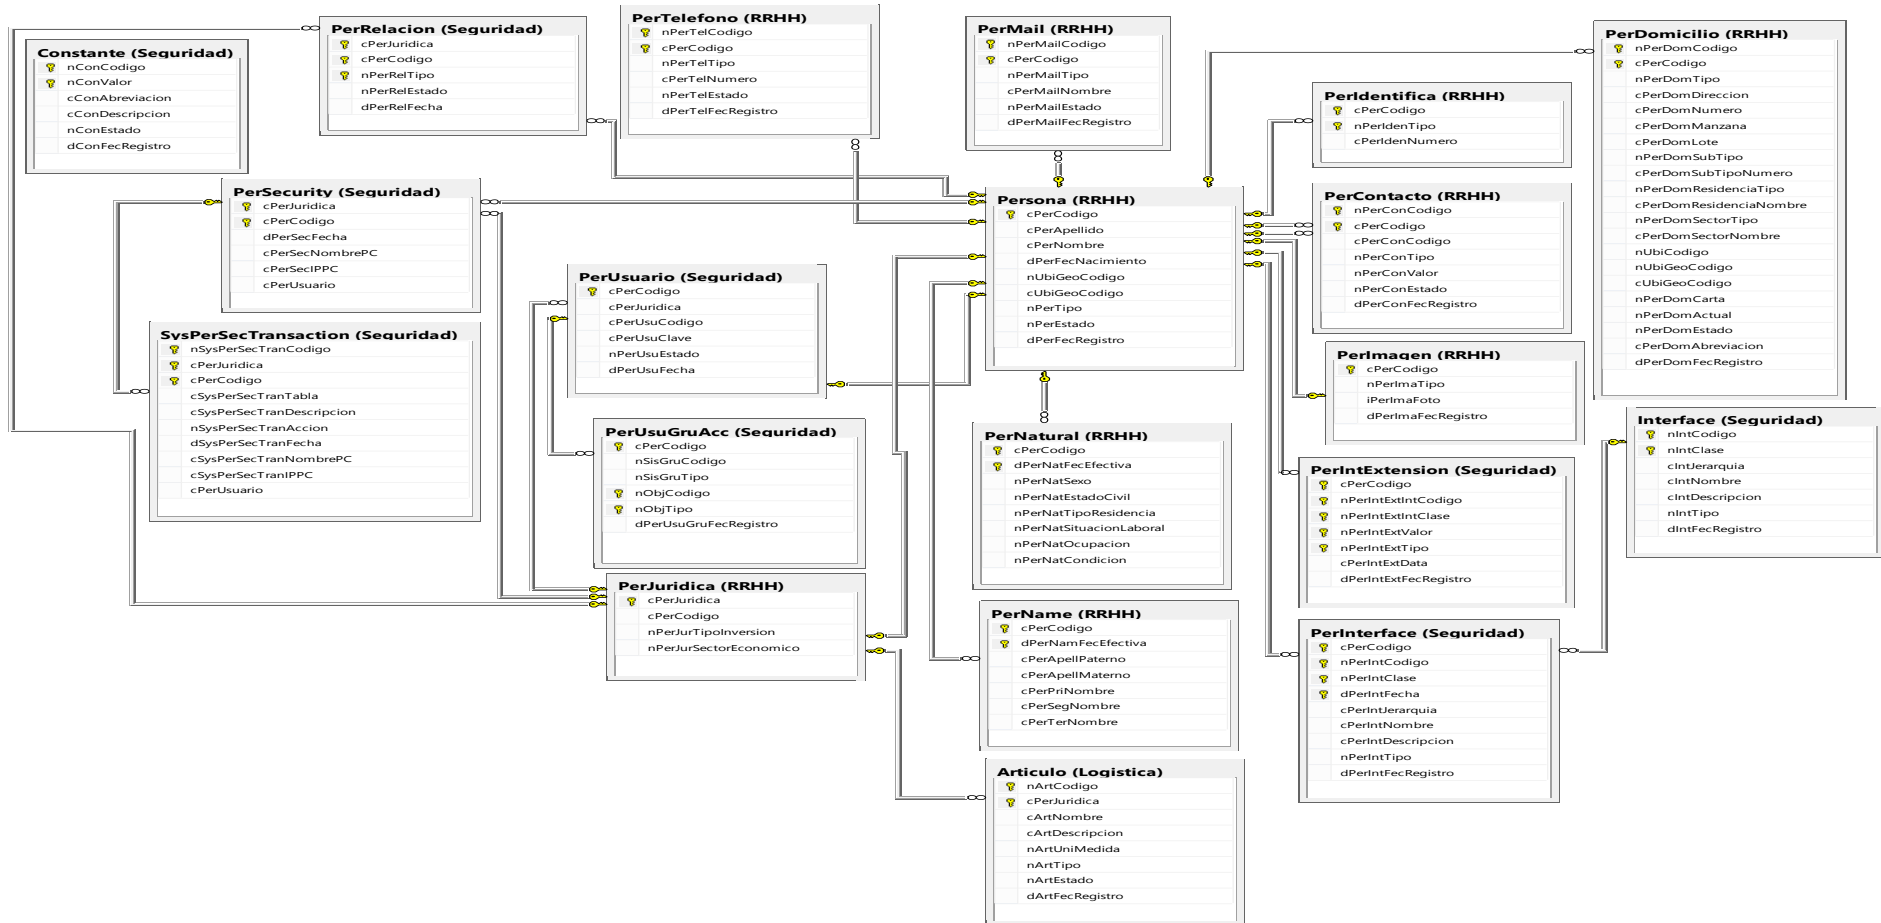 Constante (Seguridad)
nConCodigo
nConValor
cConAbreviacion
cConDescripcion
nConEstado
dConFecRegistro
PerRelacion (Seguridad)
cPerJuridica
cPerCodigo
nPerRelTipo
nPerRelEstado
dPerRelFecha
PerTelefono (RRHH)
nPerTelCodigo
cPerCodigo
nPerTelTipo
cPerTelNumero
nPerTelEstado
dPerTelFecRegistro
PerMail (RRHH)
nPerMailCodigo
cPerCodigo
nPerMailTipo
cPerMailNombre
nPerMailEstado
dPerMailFecRegistro
PerIdentifica (RRHH)
cPerCodigo
nPerIdenTipo
cPerIdenNumero
PerDomicilio (RRHH)
nPerDomCodigo
cPerCodigo
nPerDomTipo
cPerDomDireccion
cPerDomNumero
cPerDomManzana
cPerDomLote
nPerDomSubTipo
cPerDomSubTipoNumero
nPerDomResidenciaTipo
cPerDomResidenciaNombre
nPerDomSectorTipo
cPerDomSectorNombre
nUbiCodigo
nUbiGeoCodigo
cUbiGeoCodigo
nPerDomCarta
nPerDomActual
nPerDomEstado
cPerDomAbreviacion
dPerDomFecRegistro
PerSecurity (Seguridad)
cPerJuridica
cPerCodigo
dPerSecFecha
cPerSecNombrePC
cPerSecIPPC
cPerUsuario
Persona (RRHH)
cPerCodigo
cPerApellido
cPerNombre
dPerFecNacimiento
nUbiGeoCodigo
cUbiGeoCodigo
nPerTipo
nPerEstado
dPerFecRegistro
PerContacto (RRHH)
nPerConCodigo
cPerCodigo
cPerConCodigo
nPerConTipo
nPerConValor
nPerConEstado
dPerConFecRegistro
PerUsuario (Seguridad)
cPerCodigo
cPerJuridica
cPerUsuCodigo
cPerUsuClave
nPerUsuEstado
dPerUsuFecha
SysPerSecTransaction (Seguridad)
nSysPerSecTranCodigo
cPerJuridica
cPerCodigo
cSysPerSecTranTabla
cSysPerSecTranDescripcion
nSysPerSecTranAccion
dSysPerSecTranFecha
cSysPerSecTranNombrePC
cSysPerSecTranIPPC
cPerUsuario
PerImagen (RRHH)
cPerCodigo
nPerImaTipo
iPerImaFoto
dPerImaFecRegistro
PerUsuGruAcc (Seguridad)
cPerCodigo
nSisGruCodigo
nSisGruTipo
nObjCodigo
nObjTipo
dPerUsuGruFecRegistro
PerNatural (RRHH)
cPerCodigo
dPerNatFecEfectiva
nPerNatSexo
nPerNatEstadoCivil
nPerNatTipoResidencia
nPerNatSituacionLaboral
nPerNatOcupacion
nPerNatCondicion
Interface (Seguridad)
nIntCodigo
nIntClase
cIntJerarquia
cIntNombre
cIntDescripcion
nIntTipo
dIntFecRegistro
PerIntExtension (Seguridad)
cPerCodigo
nPerIntExtIntCodigo
nPerIntExtIntClase
nPerIntExtValor
nPerIntExtTipo
cPerIntExtData
dPerIntExtFecRegistro
PerJuridica (RRHH)
cPerJuridica
cPerCodigo
nPerJurTipoInversion
nPerJurSectorEconomico
PerName (RRHH)
cPerCodigo
dPerNamFecEfectiva
cPerApellPaterno
cPerApellMaterno
cPerPriNombre
cPerSegNombre
cPerTerNombre
PerInterface (Seguridad)
cPerCodigo
nPerIntCodigo
nPerIntClase
dPerIntFecha
cPerIntJerarquia
cPerIntNombre
cPerIntDescripcion
nPerIntTipo
dPerIntFecRegistro
Articulo (Logistica)
nArtCodigo
cPerJuridica
cArtNombre
cArtDescripcion
nArtUniMedida
nArtTipo
nArtEstado
dArtFecRegistro